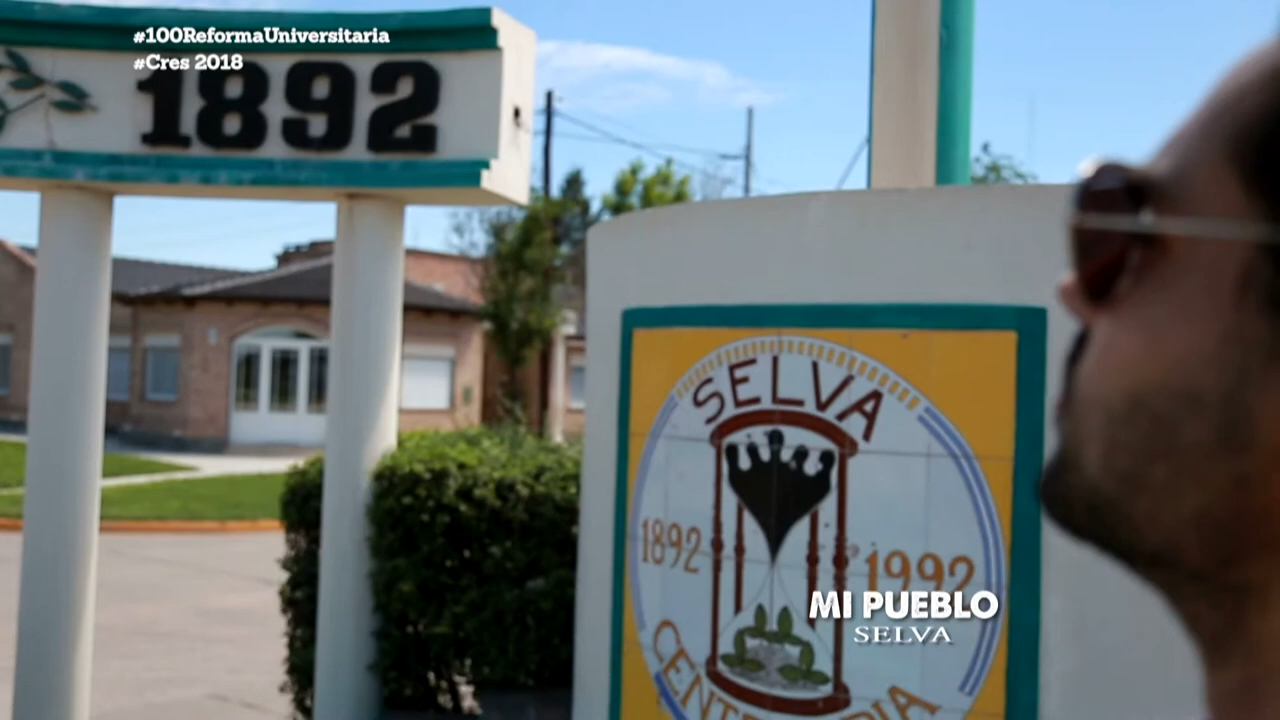 #100ReformaUniversitaria
#Cres 2018
1892
SELVA
1892
1992
MI PUEBLO
SELVA